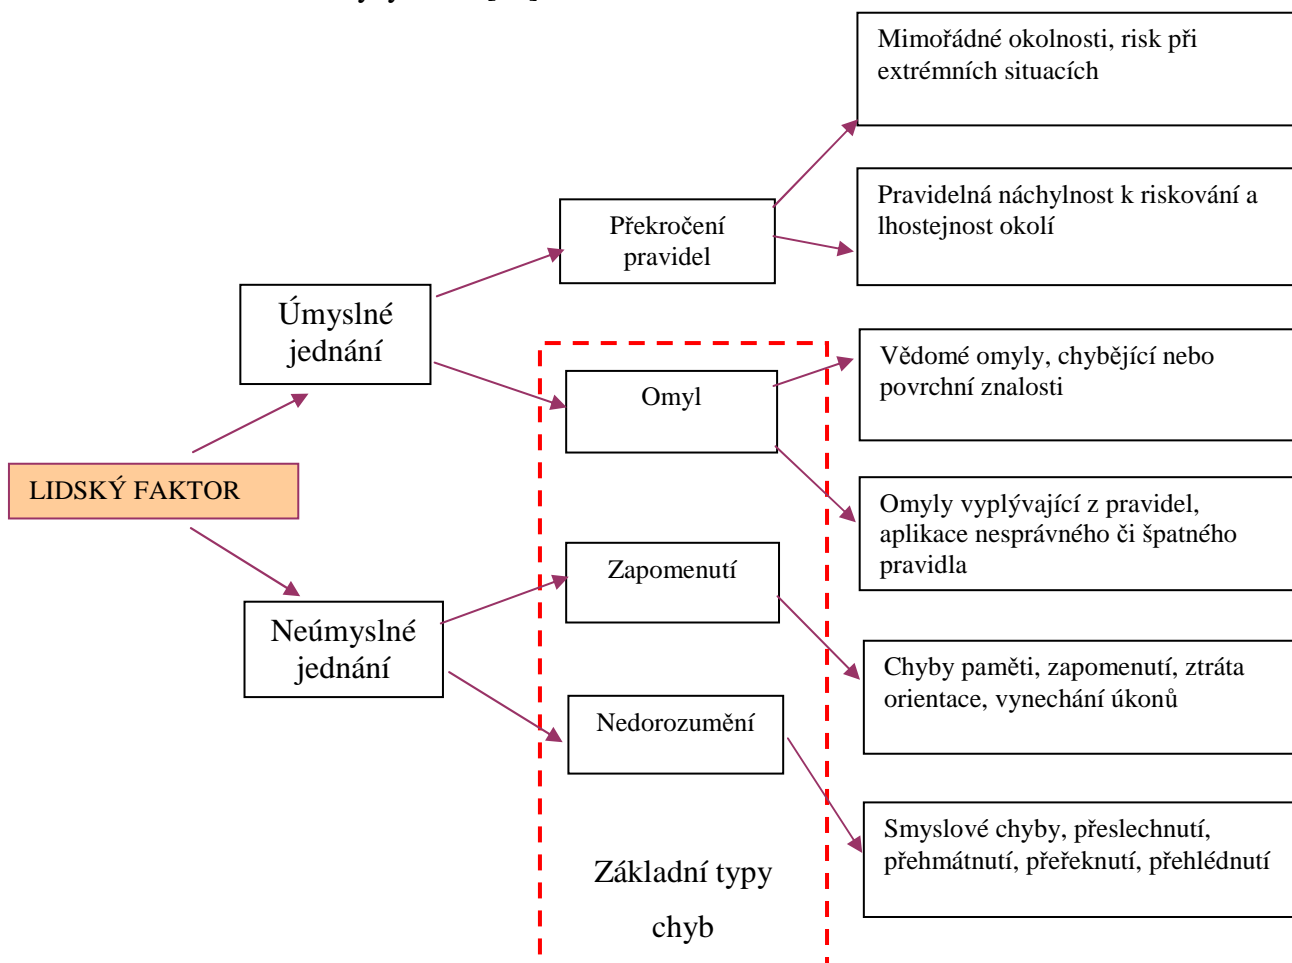 Mimořádné okolnosti, risk při
extrémních situacích
Pravidelná náchylnost k riskování a
lhostejnost okolí
Překročení
pravidel
Úmyslné
jednání
Vědomé omyly, chybějící nebo
povrchní znalosti
Omyl
LIDSKÝ FAKTOR
Omyly vyplývající z pravidel,
aplikace nesprávného či špatného
pravidla
Zapomenutí
Neúmyslné
jednání
Chyby paměti, zapomenutí, ztráta
orientace, vynechání úkonů
Nedorozumění
Smyslové chyby, přeslechnutí,
přehmátnutí, přeřeknutí, přehlédnutí
Základní typy
chyb